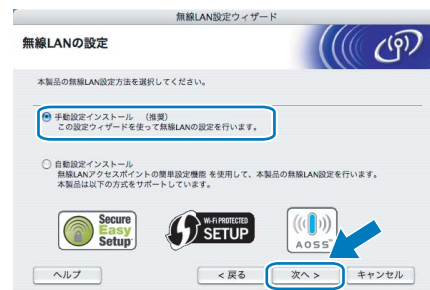 無線LAN設定ウィザード
無線LANの設定
本製品の無線LAN設定方法を選択してください。
手動設定インストール （推奨）
この設定ウィザードを使って無線LANの設定を行います。
自動設定インストール
無線LANアクセスポイントの簡単設定機能 を使用して、本製品の無線LAN設定を行います。
本製品は以下の方式をサポートしています。
Secure
Easy
Setup
Wi-Fi PROTECTED
SETUP
AOSS™
ヘルプ
< 戻る
次へ >
キャンセル